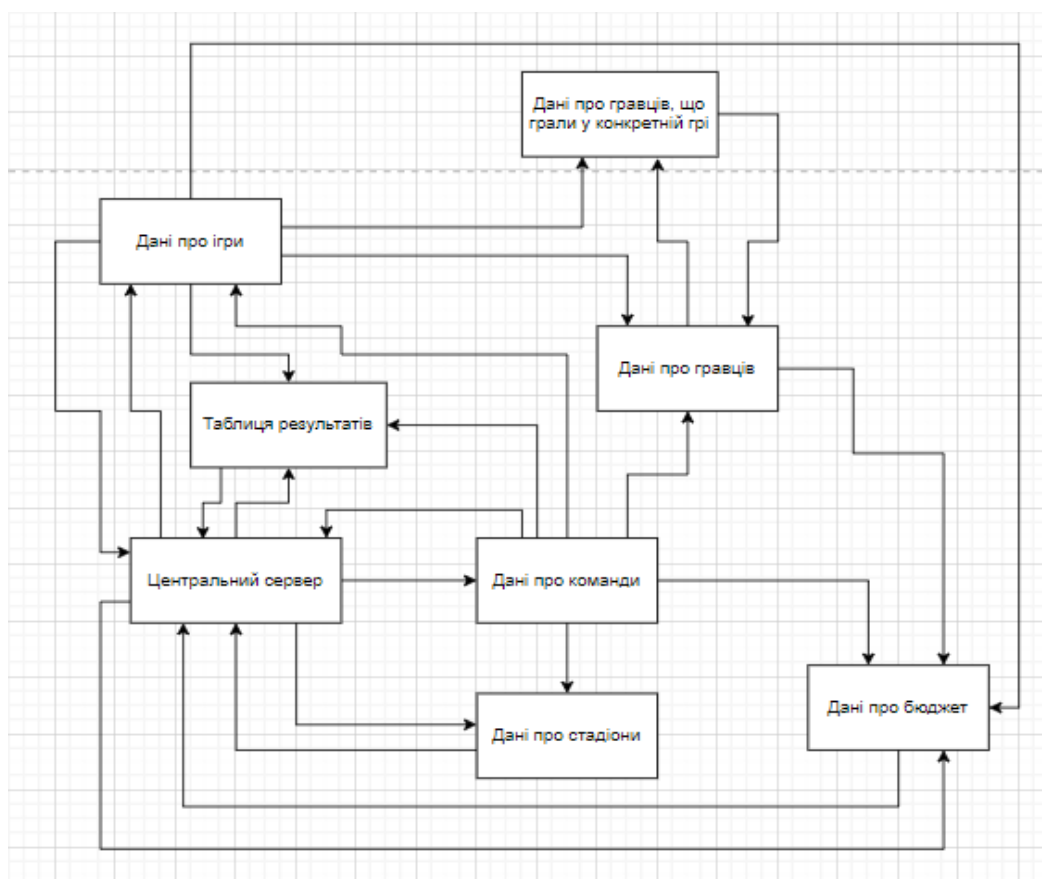 Дані про гравців, що
грали у конкретній грі
Дані про ігри
Дані про гравців
Таблиця результатів
Центральний сервер
Дані про команди
Дані про бюджет
Дані про стадіони